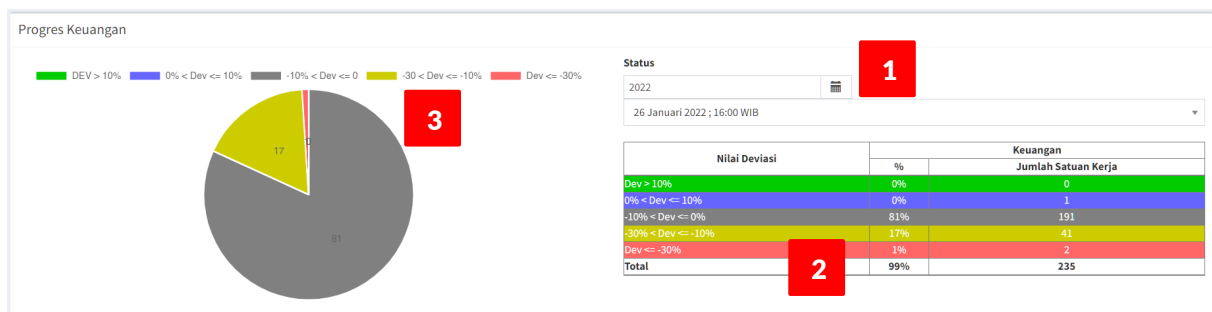 Progres Keuangan
DEV > 10% 0% < Dev <= 10% -10% < Dev <= 0 -30 < Dev <= -10% Dev <= -30%
17
81
3
Status
1
2022
26 Januari 2022 ; 16:00 WIB
Nilai Deviasi Keuangan
% Jumlah Satuan Kerja
Dev > 10% 0% 0
0% < Dev <= 10% 0% 1
-10% < Dev <= 0% 81% 191
-30% < Dev <= -10% 17% 41
Dev <= -30% 1% 2
Total 99% 235
2